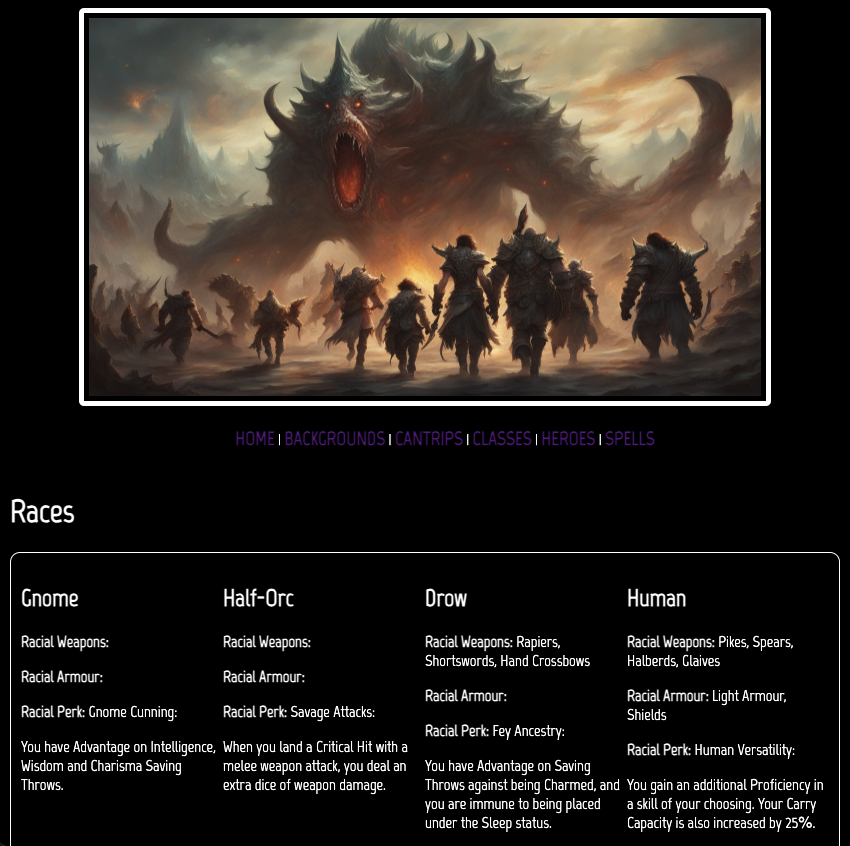 HOME | BACKGROUNDS | CANTRIPS | CLASSES | HEROES | SPELLS
Races
Gnome
Racial Weapons:
Racial Armour:
Racial Perk: Gnome Cunning:
You have Advantage on Intelligence,
Wisdom and Charisma Saving
Throws.
Half-Orc
Racial Weapons:
Racial Armour:
Racial Perk: Savage Attacks:
When you land a Critical Hit with a
melee weapon attack, you deal an
extra dice of weapon damage.
Drow
Racial Weapons: Rapiers,
Shortswords, Hand Crossbows
Racial Armour:
Racial Perk: Fey Ancestry:
You have Advantage on Saving
Throws against being Charmed, and
you are immune to being placed
under the Sleep status.
Human
Racial Weapons: Pikes, Spears,
Halberds, Glaives
Racial Armour: Light Armour,
Shields
Racial Perk: Human Versatility:
You gain an additional Proficiency in
a skill of your choosing. Your Carry
Capacity is also increased by 25%.